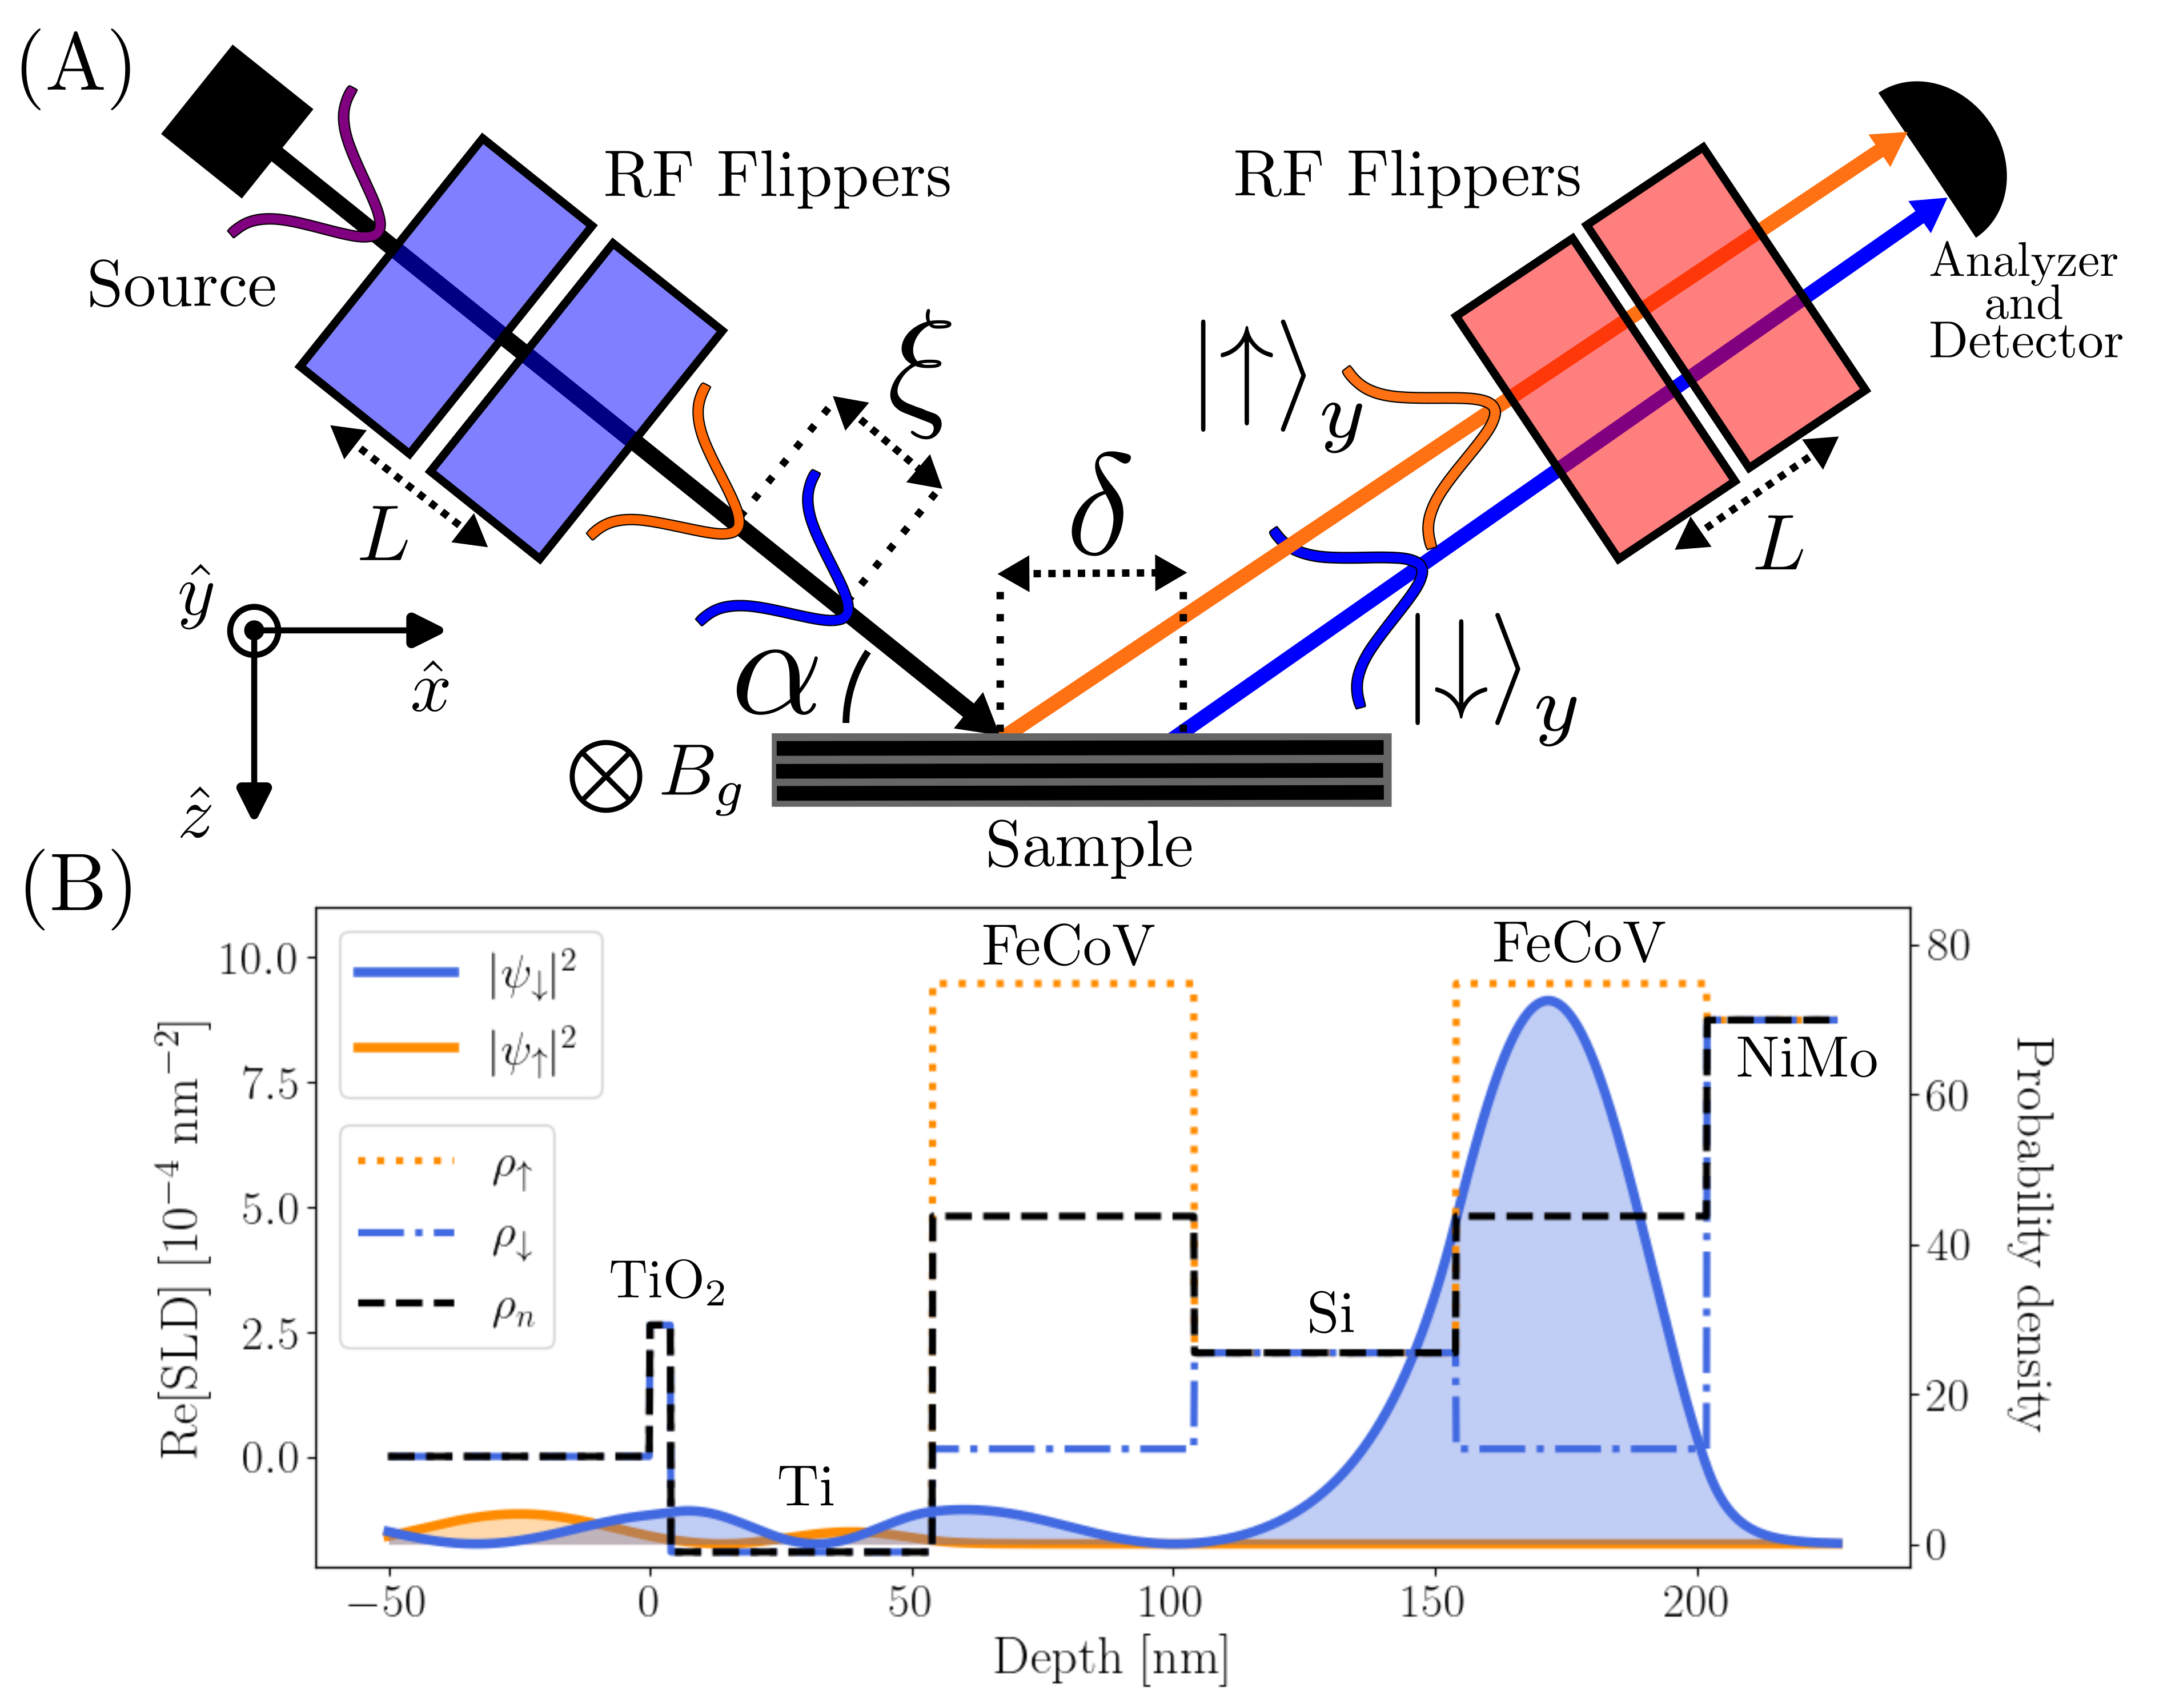 (A)
RF Flippers
RF Flippers
Source
Analyzer
and
Detector
ξ
|↑⟩y
δ
L
L
ŷ
x̂
ẑ
α
|↓⟩y
Bg
Sample
(B)
FeCoV
FeCoV
|ψ↓|²
|ψ↑|²
ρ↑
ρ↓
ρn
TiO₂
Ti
Si
NiMo
10.0
7.5
5.0
2.5
0.0
Re[SLD] [10⁻⁴ nm⁻²]
80
60
40
20
0
Probability density
−50 0 50 100 150 200
Depth [nm]